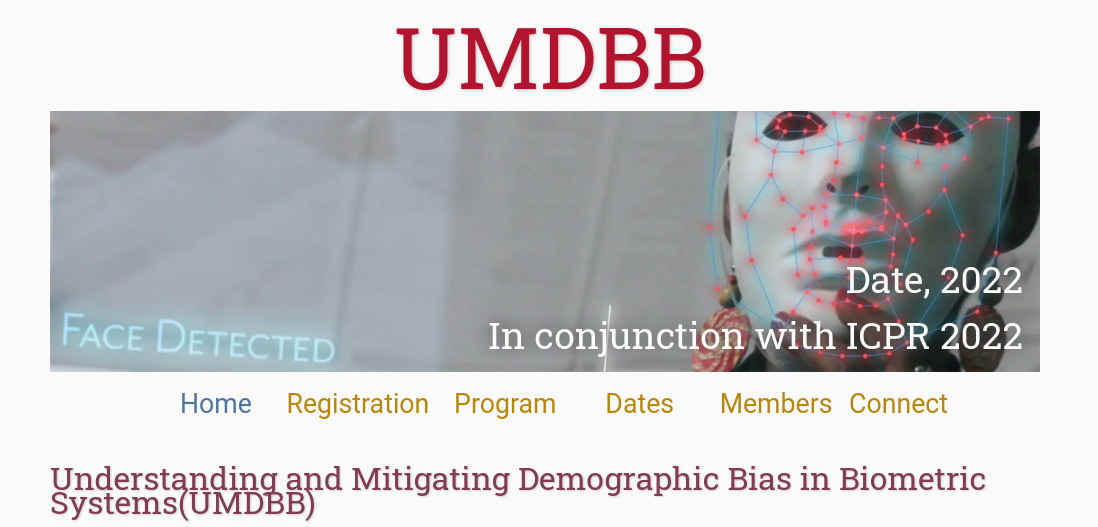 UMDBB
Date, 2022
In conjunction with ICPR 2022
FACE DETECTED
Home Registration Program Dates Members Connect
Understanding and Mitigating Demographic Bias in Biometric
Systems(UMDBB)